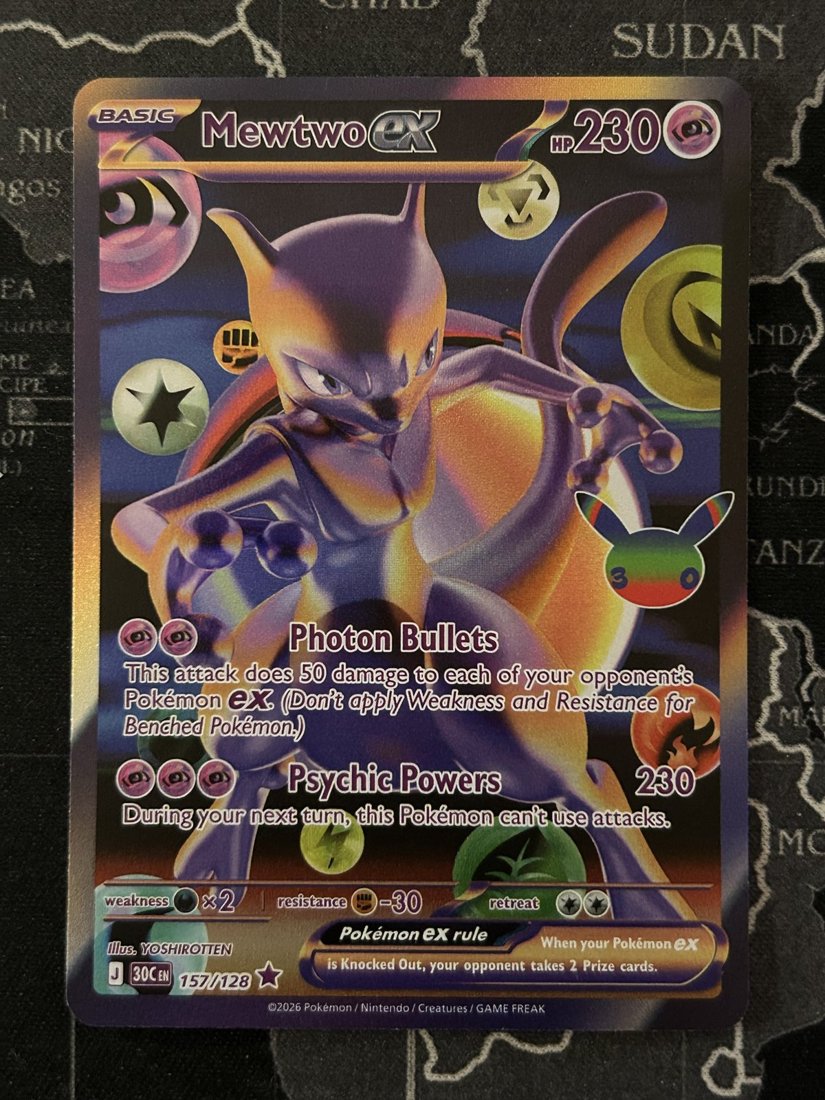 CHAD
SUDAN
BASIC
Mewtwo ex
HP 230
3 0
Photon Bullets
This attack does 50 damage to each of your opponent's
Pokémon ex. (Don't apply Weakness and Resistance for
Benched Pokémon.)
Psychic Powers 230
During your next turn, this Pokémon can't use attacks.
weakness ×2 resistance -30 retreat
Pokémon ex rule
When your Pokémon ex
is Knocked Out, your opponent takes 2 Prize cards.
Illus. YOSHIROTTEN
J 30C EN 157/128
©2026 Pokémon / Nintendo / Creatures / GAME FREAK